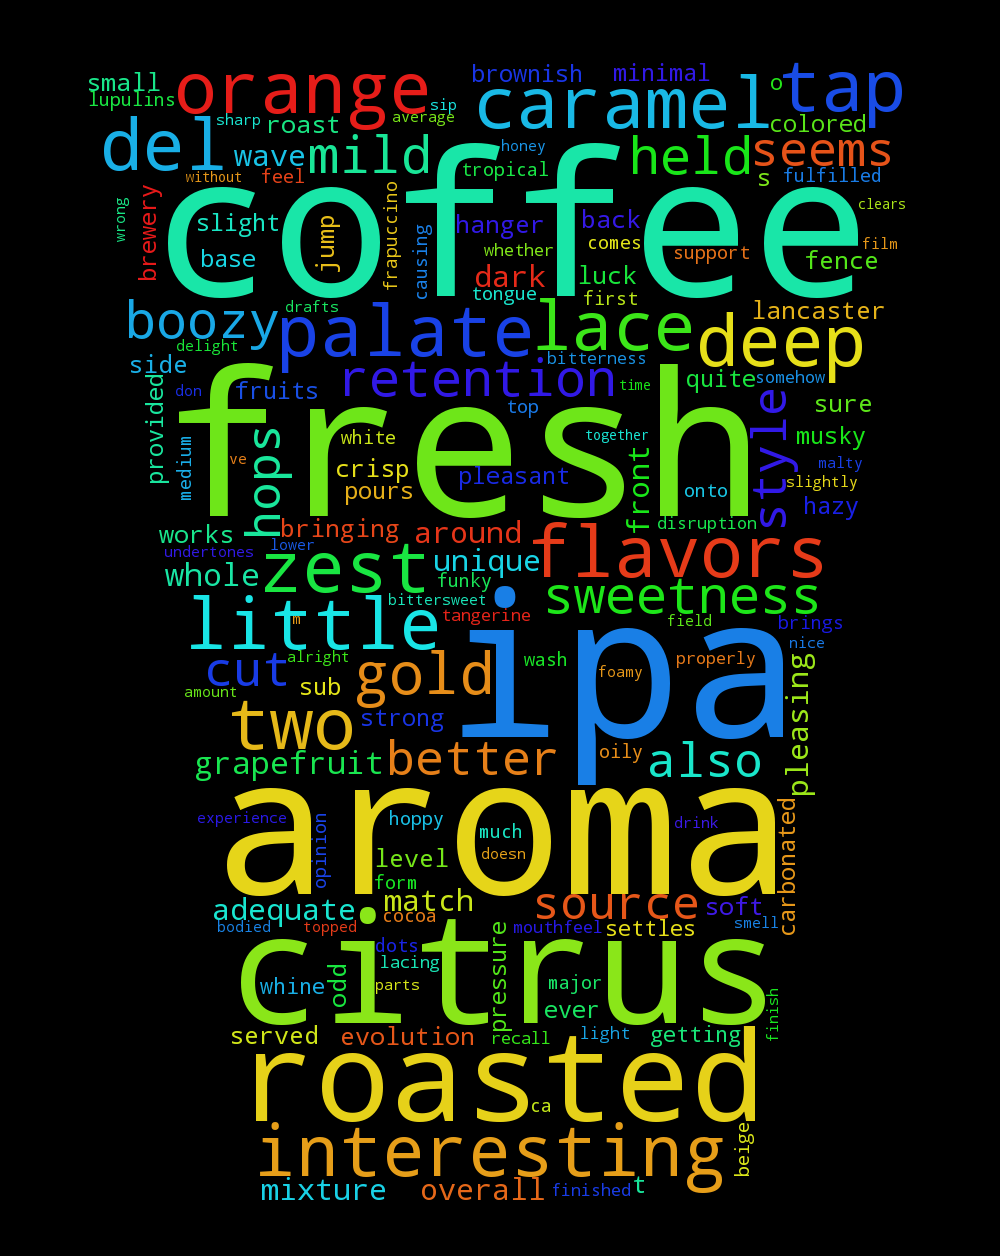 small
lupulins
orange
sip
average
brownish
minimal
caramel
o
tap
colored
sharp
roast
del
wave
mild
honey
held
seems
without
feel
tropical
s
fulfilled
coffee
wrong
brewery
slight
base
jump
frapuccino
causing
hanger
back
whether
comes
support
clears
film
fence
dark
luck
tongue
first
drafts
boozy
palate
lace
deep
lancaster
delight
side
bitterness
retention
time
quite
somehow
provided
don
fruits
top
style
sure
fresh
medium
ve
hops
white
crisp
pours
pleasant
together
front
onto
musky
malty
slightly
hazy
works
bringing
around
disruption
undertones
lower
whole
zest
unique
flavors
funky
bittersweet
sweetness
little
m
tangerine
field
brings
nice
ipa
alright
cut
sub
gold
wash
foamy
properly
amount
two
strong
pleasing
grapefruit
better
oily
also
aroma
experience
opinion
hoppy
much
drink
carbonated
level
doesn
form
match
source
soft
adequate
cocoa
bodied
topped
mouthfeel
settles
smell
citrus
dots
lacing
pressure
whine
odd
parts
major
ever
finish
served
evolution
recall
light
getting
roasted
ca
interesting
beige
mixture
overall
finished
t